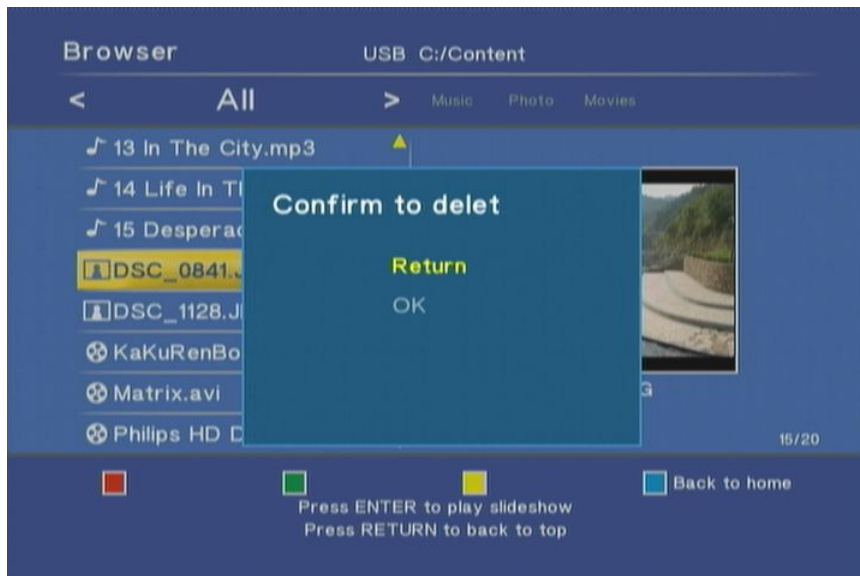 Browser USB C:/Content
< All > Music Photo Movies
13 In The City.mp3
14 Life In
15
DSC_0841.
DSC_1128.
KaKuRenBo
Matrix.avi
Philips HD
Confirm to delet
Return
OK
G
15/20
Back to home
Press ENTER to play slideshow
Press RETURN to back to top